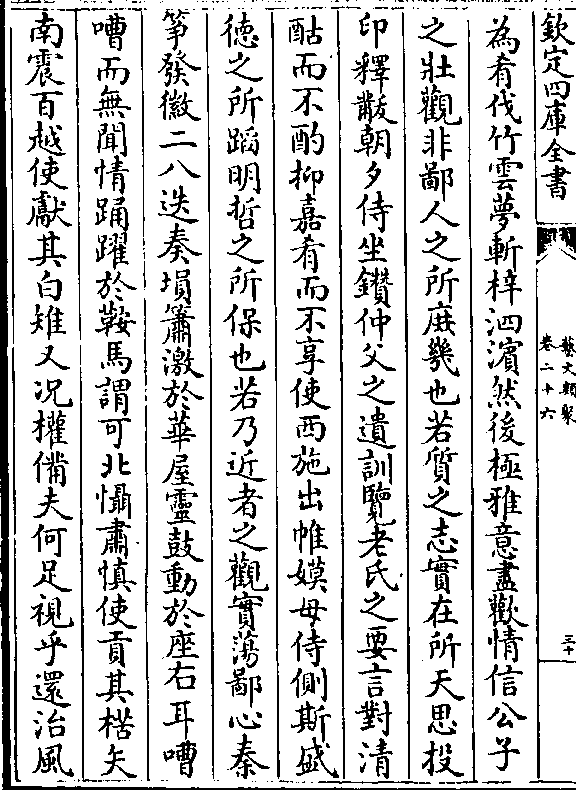 欽定四庫全書
藝文類聚
卷二十六
三十
為肴伐竹雲夢斬梓泗濱然後極雅意盡歡情信公子
之壯觀非鄙人之所庶幾也若質之志實在所天思投
印釋黻朝夕侍坐鑽仲父之遺訓覽老氏之要言對清
酤而不酌抑嘉肴而不享使西施出帷嫫母侍側斯盛
徳之所蹈明哲之所保也若乃近者之觀實蕩鄙心秦
箏發徽二八迭奏塤簫激於華屋靈鼓動於座右耳嘈
嘈而無聞情踊躍於鞍馬謂可北懾肅慎使貢其楛矢
南震百越使獻其白雉又况權備夫何足視乎還治風